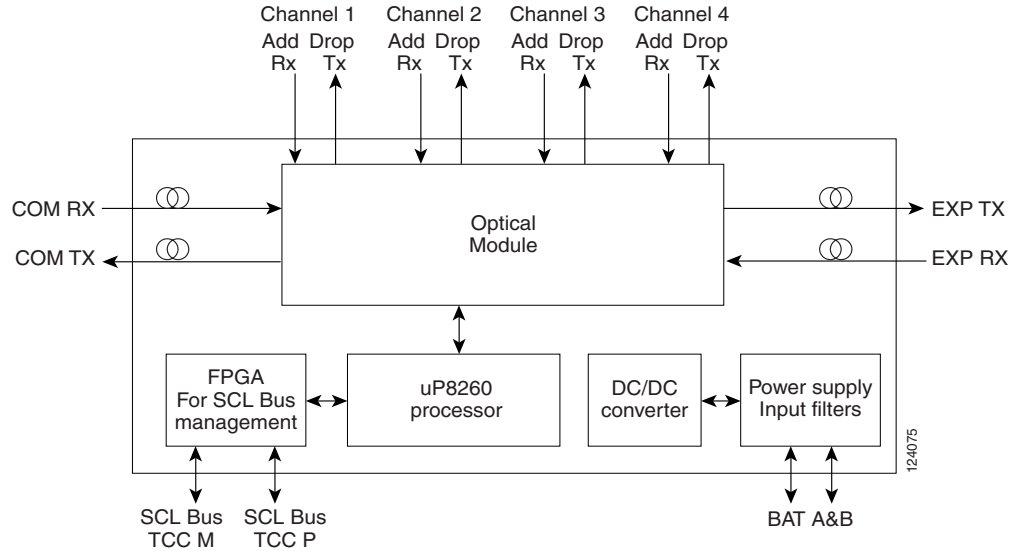 Channel 1 Channel 2 Channel 3 Channel 4
Add Drop Add Drop Add Drop Add Drop
Rx Tx Rx Tx Rx Tx Rx Tx
COM RX
EXP TX
Optical
Module
COM TX
EXP RX
FPGA
For SCL Bus
management
uP8260
processor
DC/DC
converter
Power supply
Input filters
124075
SCL Bus
TCC M
SCL Bus
TCC P
BAT A&B